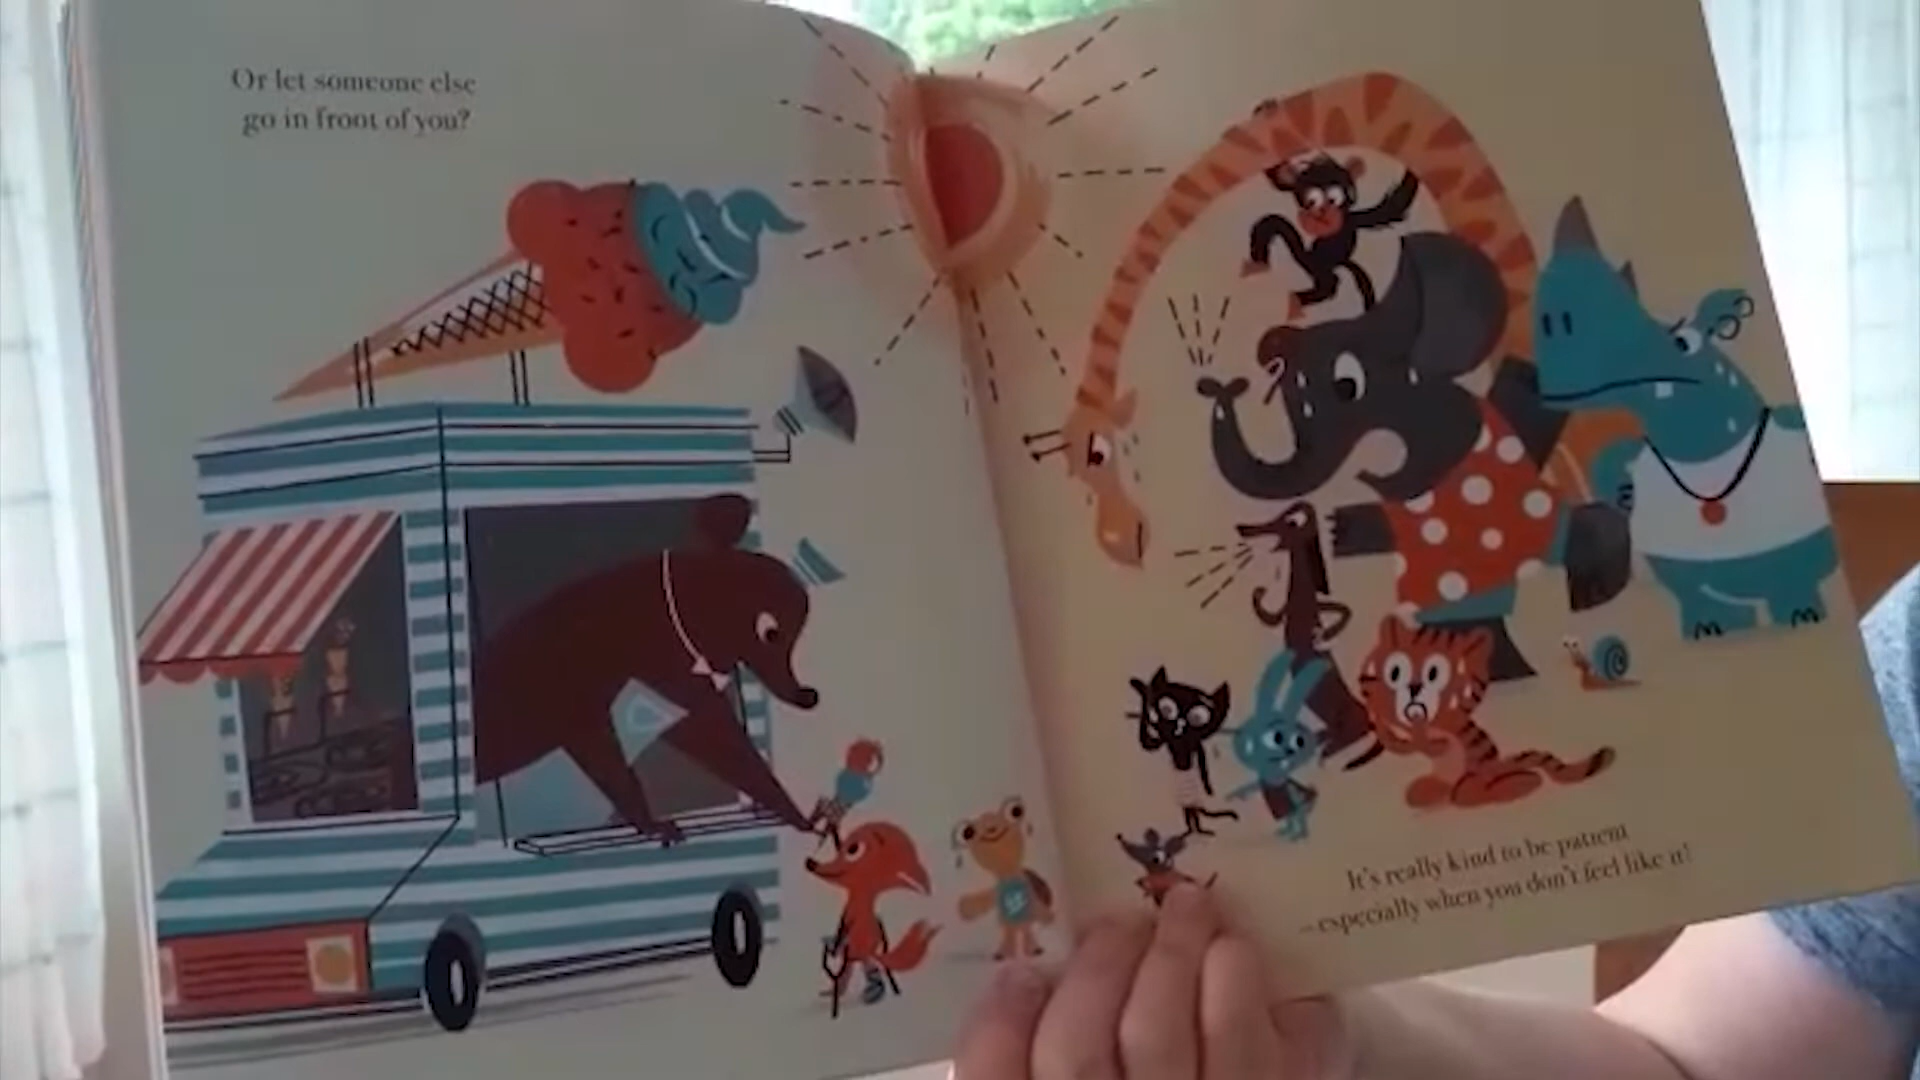 Or let someone else
go in front of you?
It's really kind to be patient
– especially when you don't feel like it!